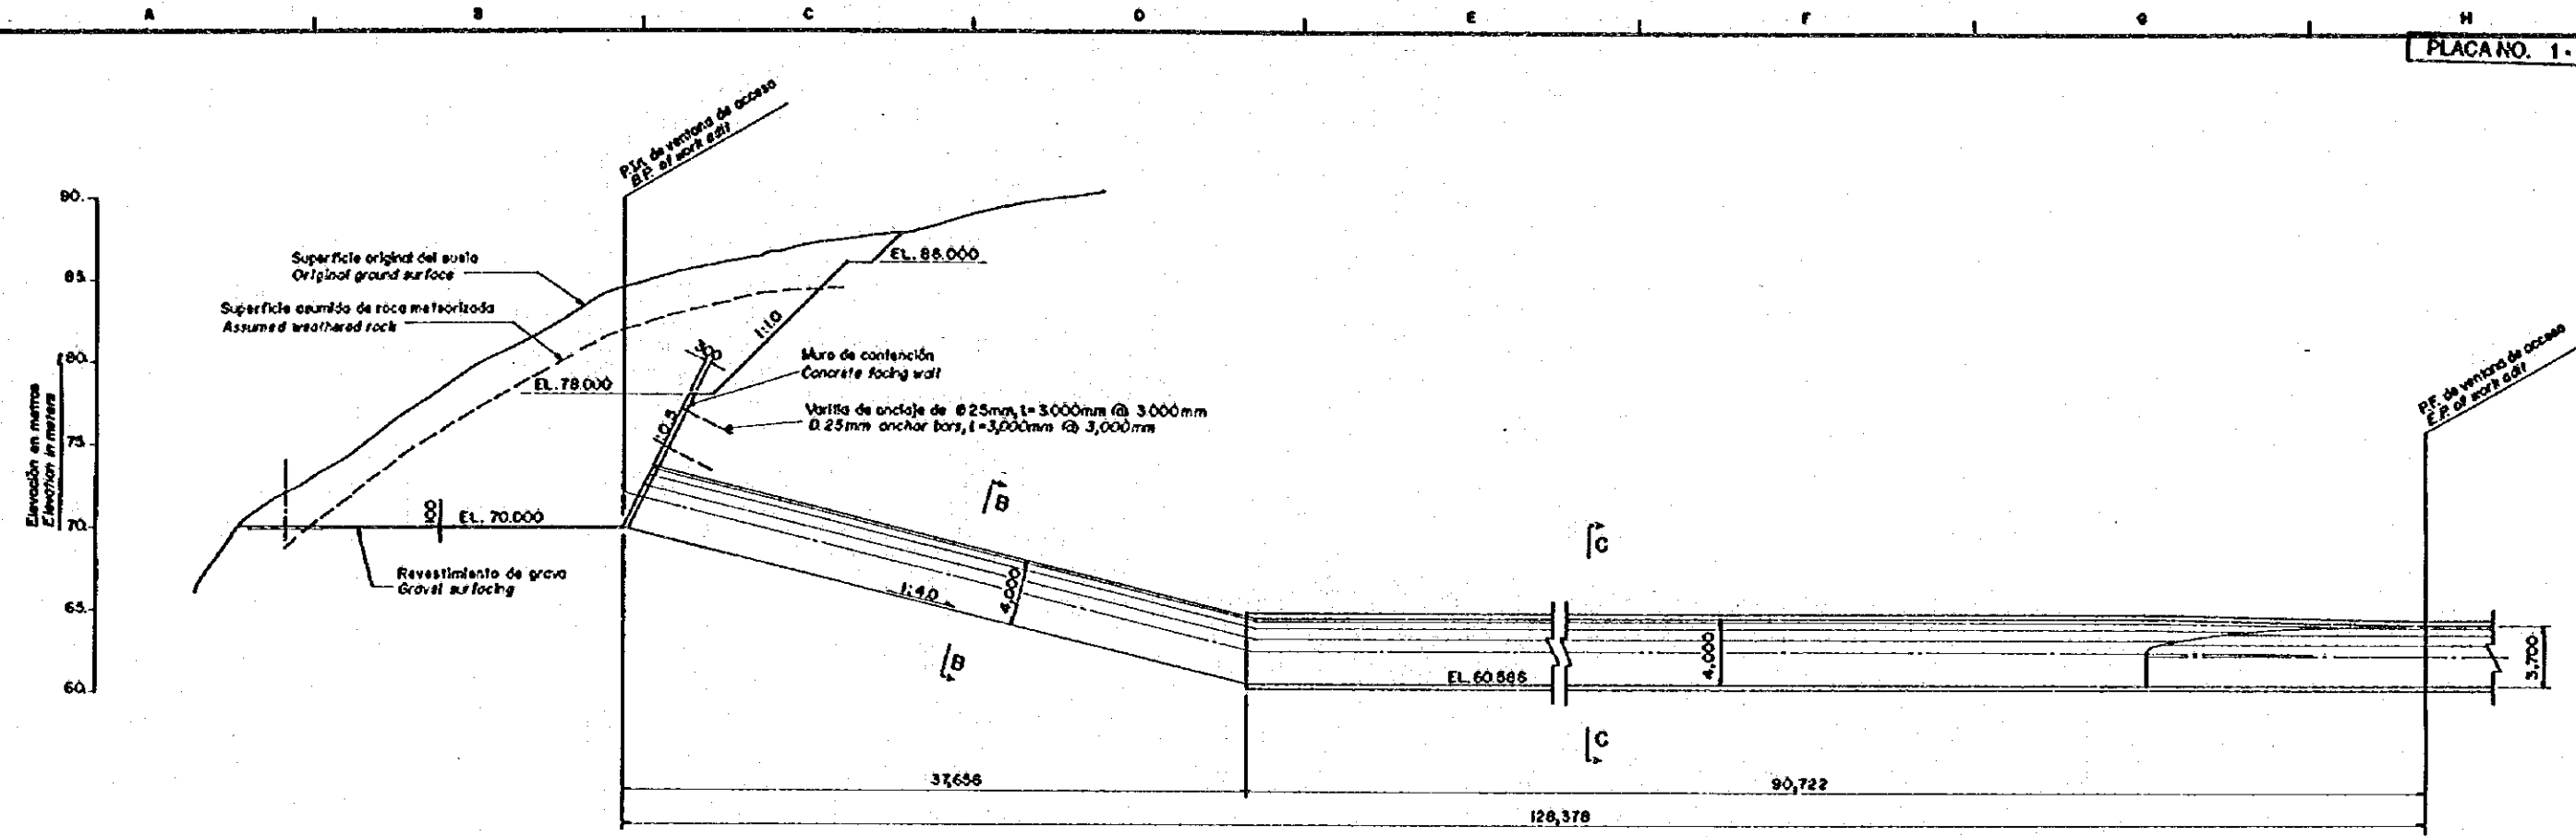 A B C D E F G H
PLACA NO. 1-
P.In. de ventana de acceso
B.P. of work adit
90.
85.
80.
75.
70.
65.
60.
Elevación en metros
Elevation in meters
Superficie original del suelo
Original ground surface
EL. 86.000
Superficie asumida de roca meteorizada
Assumed weathered rock
1:1.0
300
Muro de contención
Concrete facing wall
EL. 78.000
Varilla de anclaje de Ø25mm, L=3.000mm @ 3.000mm
D.25mm anchor bars, L=3,000mm @ 3,000mm
1:0.5
P.F. de ventana de acceso
E.P. of work adit
B
100
EL. 70.000
C
Revestimiento de grava
Gravel surfacing
1:4.0
4,000
B
EL. 60.586
4,000
3,700
C
37,656
90,722
128,378